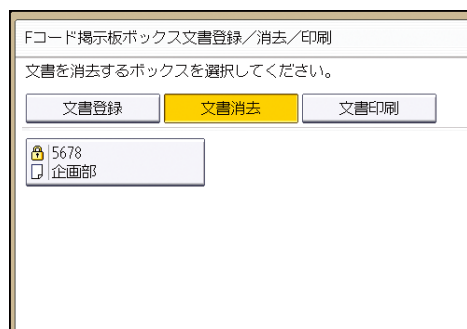 Fコード掲示板ボックス文書登録／消去／印刷
文書を消去するボックスを選択してください。
文書登録 文書消去 文書印刷
5678
企画部